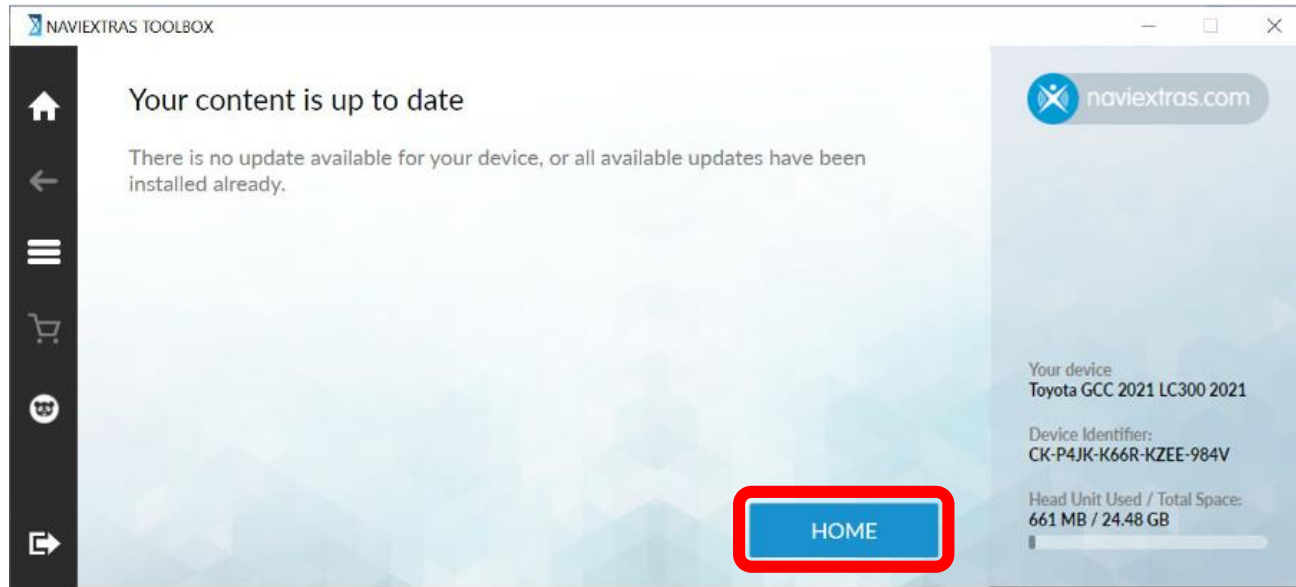 NAVIEXTRAS TOOLBOX
Your content is up to date
There is no update available for your device, or all available updates have been
installed already.
HOME
naviextras.com
Your device
Toyota GCC 2021 LC300 2021
Device Identifier:
CK-P4JK-K66R-KZEE-984V
Head Unit Used / Total Space:
661 MB / 24.48 GB